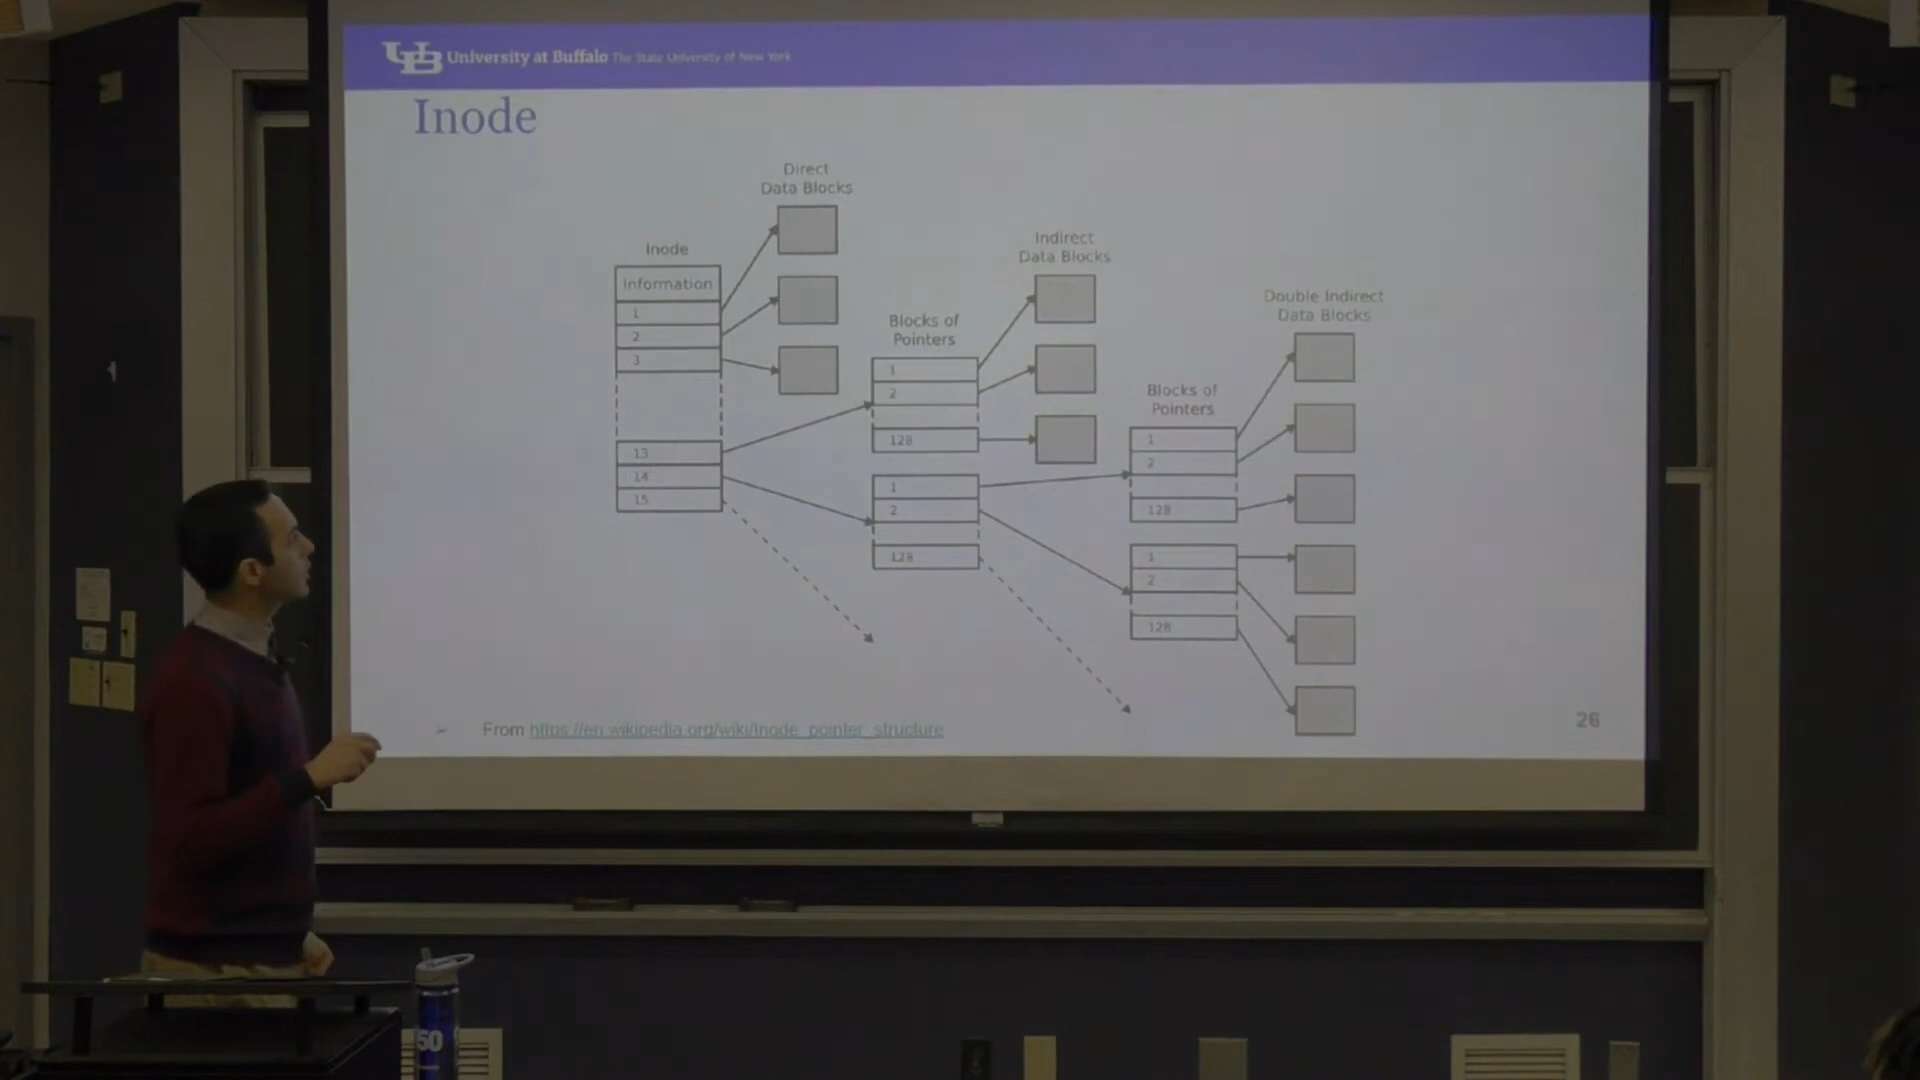 UB University at Buffalo The State University of New York
Inode
Direct
Data Blocks
Inode
Information
1
2
3
13
14
15
Blocks of
Pointers
1
2
128
1
2
128
Indirect
Data Blocks
Blocks of
Pointers
1
2
128
1
2
128
Double Indirect
Data Blocks
From https://en.wikipedia.org/wiki/Inode_pointer_structure
26
50